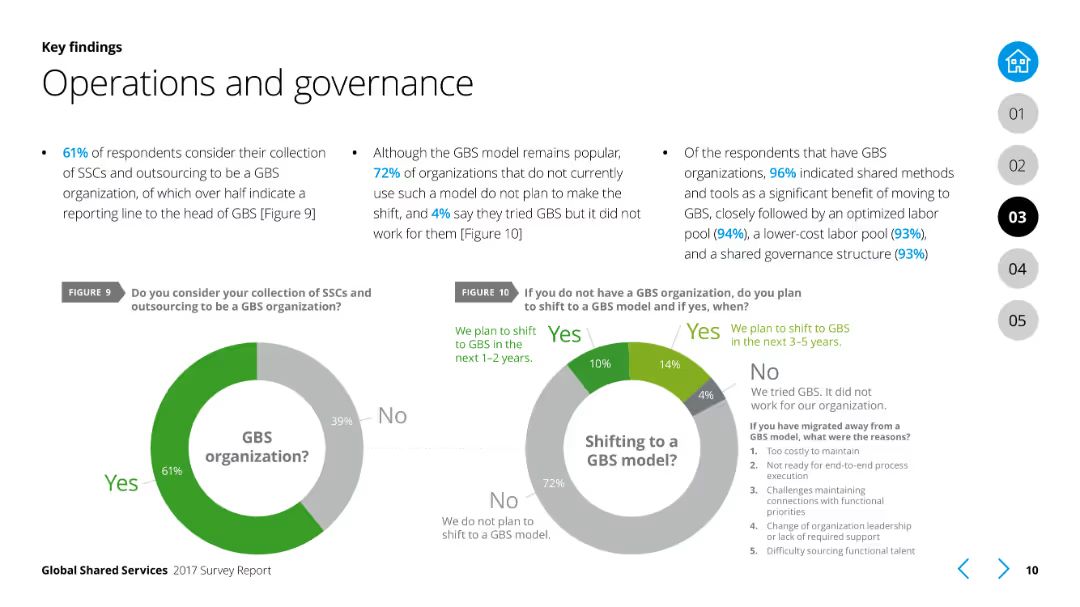 Key findings
Operations and governance
01
02
03
04
05
• 61% of respondents consider their collection
of SSCs and outsourcing to be a GBS
organization, of which over half indicate a
reporting line to the head of GBS [Figure 9]
• Although the GBS model remains popular,
72% of organizations that do not currently
use such a model do not plan to make the
shift, and 4% say they tried GBS but it did not
work for them [Figure 10]
• Of the respondents that have GBS
organizations, 96% indicated shared methods
and tools as a significant benefit of moving to
GBS, closely followed by an optimized labor
pool (94%), a lower-cost labor pool (93%),
and a shared governance structure (93%)
FIGURE 9
Do you consider your collection of SSCs and
outsourcing to be a GBS organization?
GBS
organization?
39%
No
61%
Yes
FIGURE 10
If you do not have a GBS organization, do you plan
to shift to a GBS model and if yes, when?
We plan to shift
to GBS in the
next 1–2 years.
Yes
10%
Yes
We plan to shift to GBS
in the next 3–5 years.
14%
4%
No
We tried GBS. It did not
work for our organization.
Shifting to a
GBS model?
72%
No
We do not plan to
shift to a GBS model.
If you have migrated away from a
GBS model, what were the reasons?
1. Too costly to maintain
2. Not ready for end-to-end process
execution
3. Challenges maintaining
connections with functional
priorities
4. Change of organization leadership
or lack of required support
5. Difficulty sourcing functional talent
Global Shared Services 2017 Survey Report
10